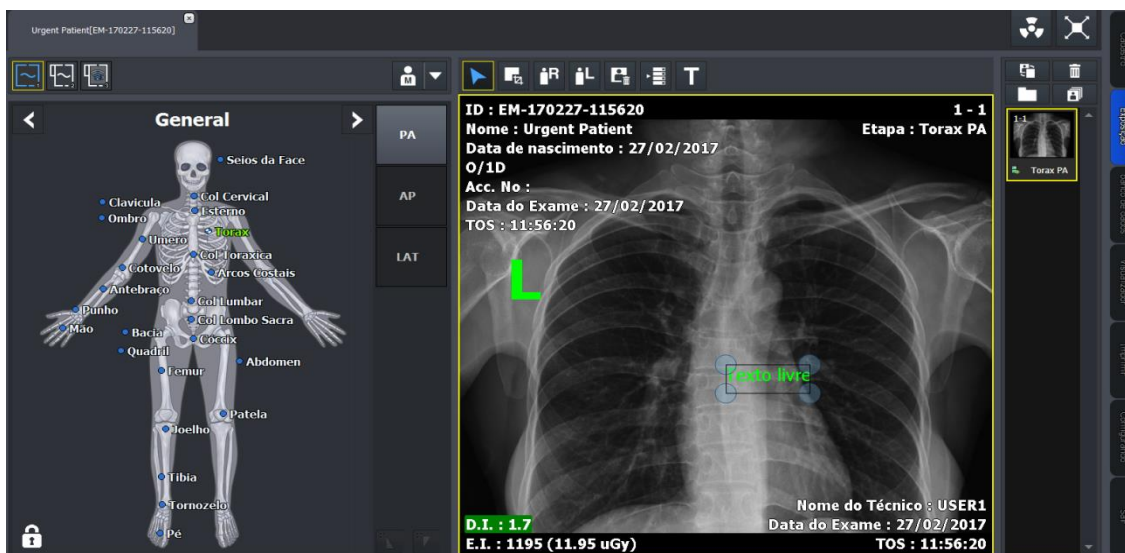 Urgent Patient[EM-170227-115620]
M
R
L
T
General
PA
AP
LAT
Seios da Face
Col Cervical
Clavicula
Esterno
Ombro
Torax
Umero
Col Toraxica
Cotovelo
Arcos Costais
Antebraço
Col Lumbar
Punho
Col Lombo Sacra
Mão
Bacia
Coccix
Quadril
Abdomen
Femur
Patela
Joelho
Tibia
Tornozelo
Pé
ID : EM-170227-115620
1 - 1
Nome : Urgent Patient
Etapa : Torax PA
Data de nascimento : 27/02/2017
O/1D
Acc. No :
Data do Exame : 27/02/2017
TOS : 11:56:20
L
Texto livre
Nome do Técnico : USER1
D.I. : 1.7
Data do Exame : 27/02/2017
E.I. : 1195 (11.95 uGy)
TOS : 11:56:20
1-1
Torax PA
Exposição
Visualizador
Imprimir